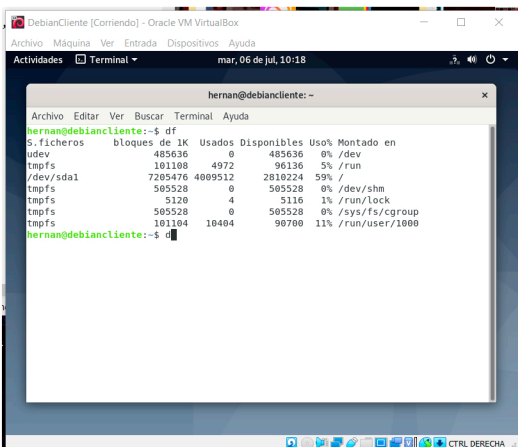 DebianCliente [Corriendo] - Oracle VM VirtualBox
Archivo Máquina Ver Entrada Dispositivos Ayuda
Actividades Terminal mar, 06 de jul, 10:18
hernan@debiancliente: ~
Archivo Editar Ver Buscar Terminal Ayuda
hernan@debiancliente:~$ df
S.ficheros bloques de 1K Usados Disponibles Uso% Montado en
udev 485636 0 485636 0% /dev
tmpfs 101108 4972 96136 5% /run
/dev/sda1 7205476 4009512 2810224 59% /
tmpfs 505528 0 505528 0% /dev/shm
tmpfs 5120 4 5116 1% /run/lock
tmpfs 505528 0 505528 0% /sys/fs/cgroup
tmpfs 101104 10404 90700 11% /run/user/1000
hernan@debiancliente:~$ d
CTRL DERECHA